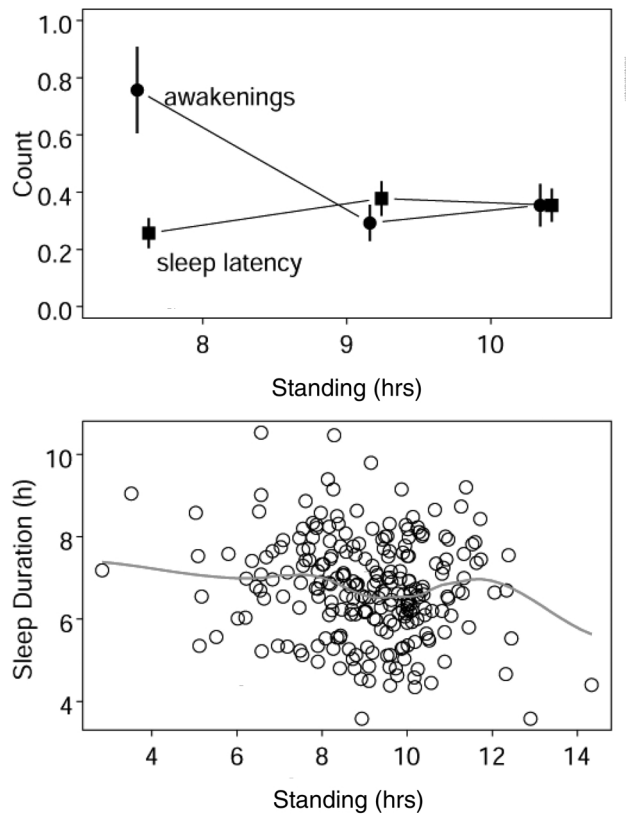 1.0
0.8
0.6
0.4
0.2
0.0
Count
awakenings
sleep latency
8 9 10
Standing (hrs)
10
8
6
4
Sleep Duration (h)
4 6 8 10 12 14
Standing (hrs)